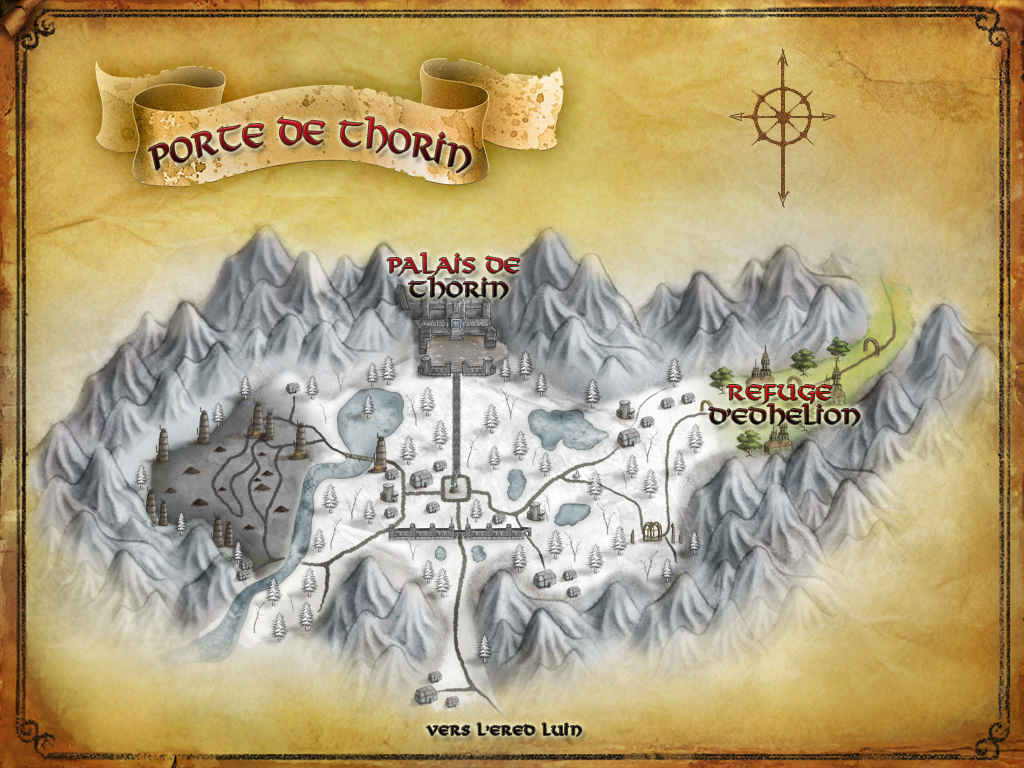 PORTE DE THORIN
PALAIS DE
THORIN
REFUGE
D'EDHELION
VERS L'ERED LUIN